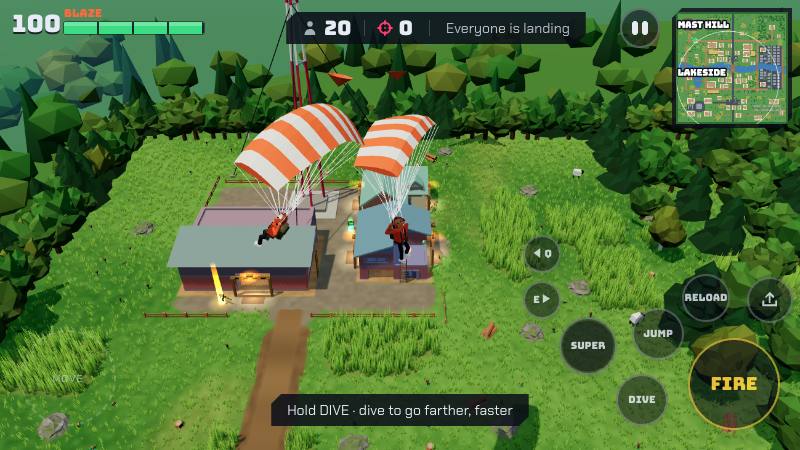 100
BLAZE
20
0
Everyone is landing
MAST HILL
LAKESIDE
Q
E
RELOAD
SUPER
JUMP
FIRE
DIVE
MOVE
Hold DIVE · dive to go farther, faster